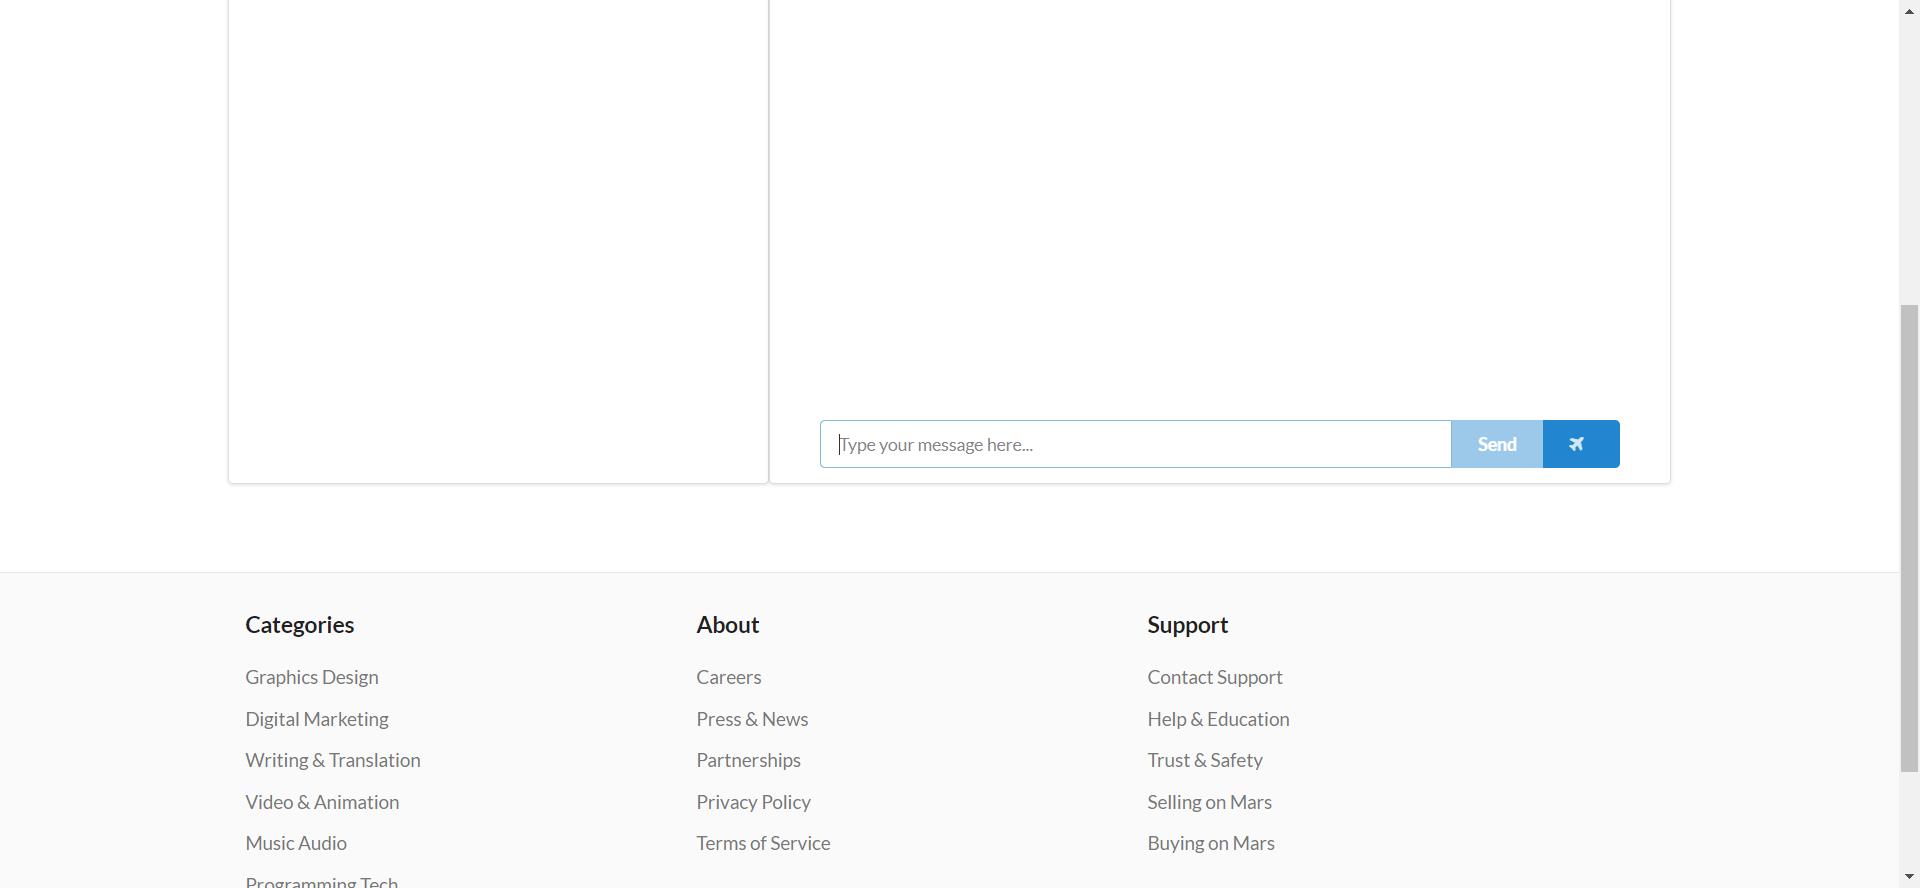 Type your message here...
Send
Categories
Graphics Design
Digital Marketing
Writing & Translation
Video & Animation
Music Audio
Programming Tech
About
Careers
Press & News
Partnerships
Privacy Policy
Terms of Service
Support
Contact Support
Help & Education
Trust & Safety
Selling on Mars
Buying on Mars